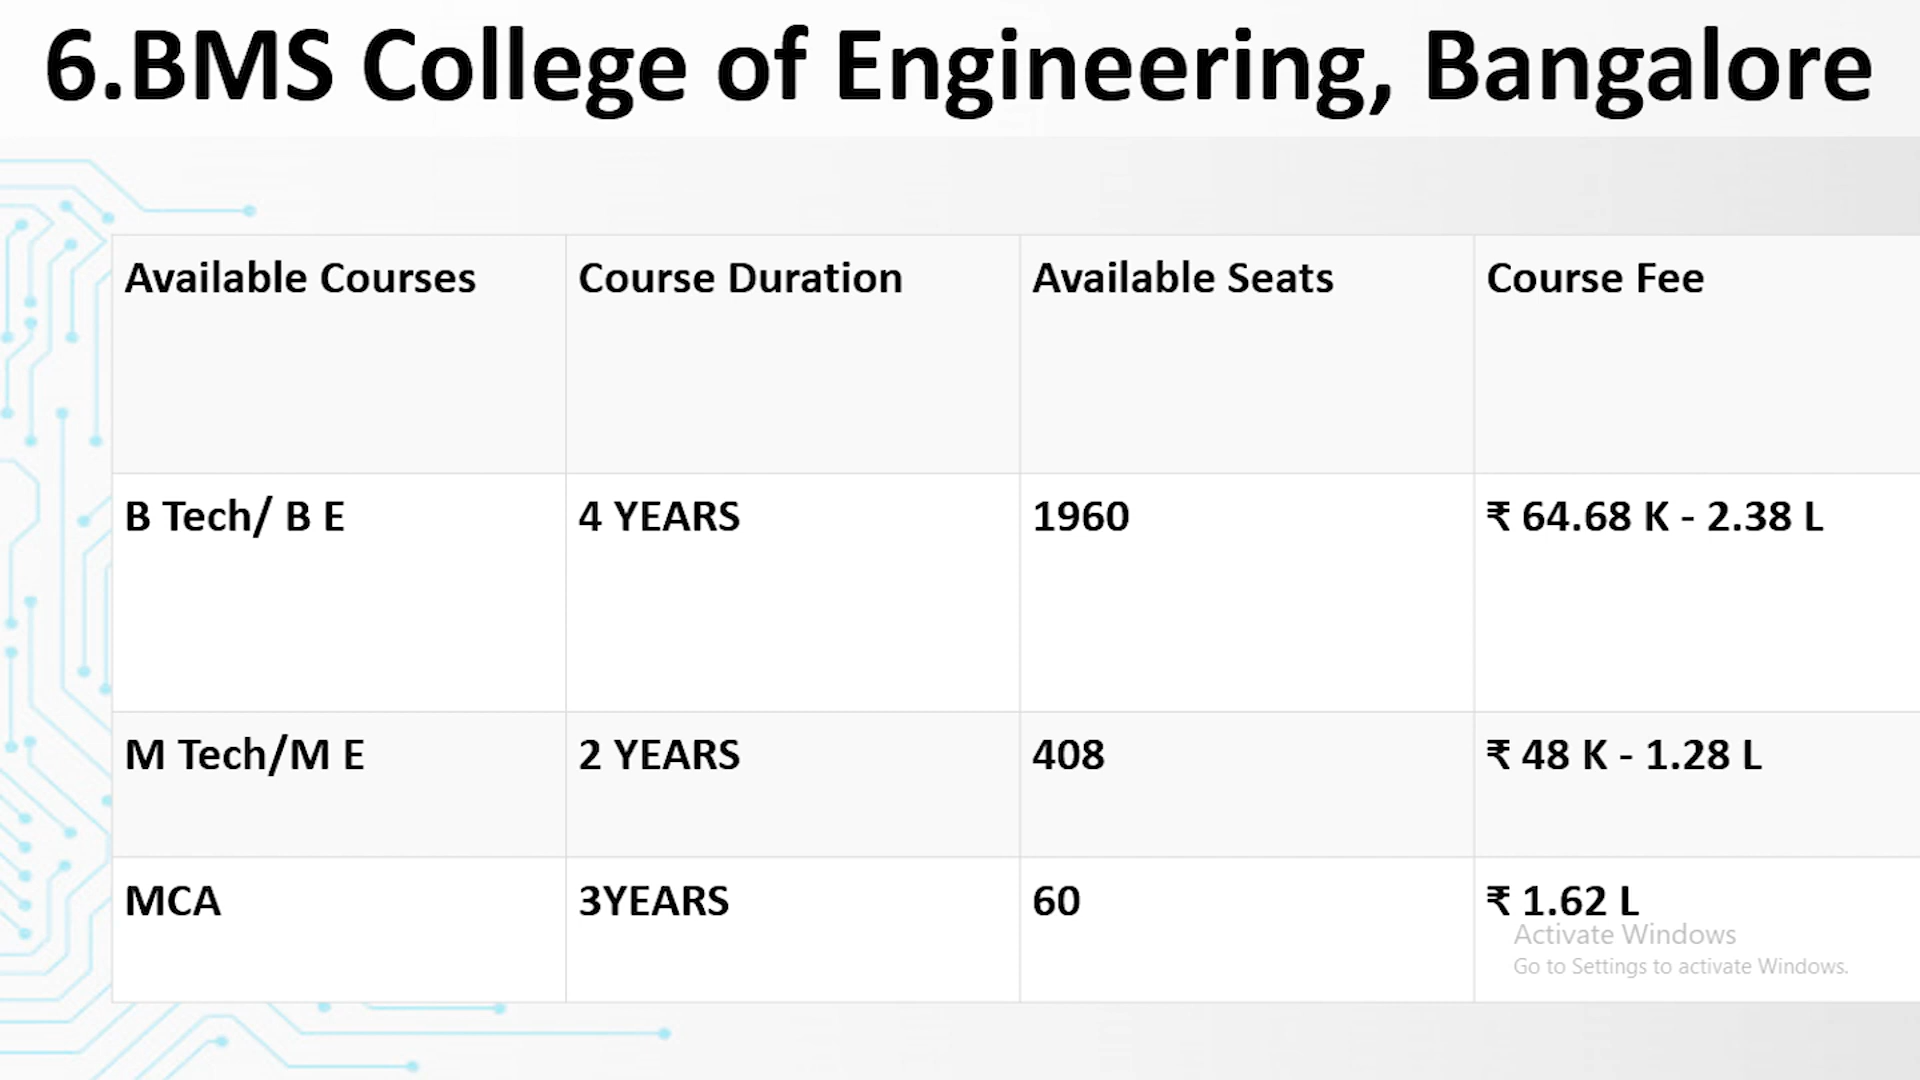 6.BMS College of Engineering, Bangalore
Available Courses Course Duration Available Seats Course Fee
B Tech/ B E 4 YEARS 1960 ₹ 64.68 K - 2.38 L
M Tech/M E 2 YEARS 408 ₹ 48 K - 1.28 L
MCA 3YEARS 60 ₹ 1.62 L
Activate Windows
Go to Settings to activate Windows.